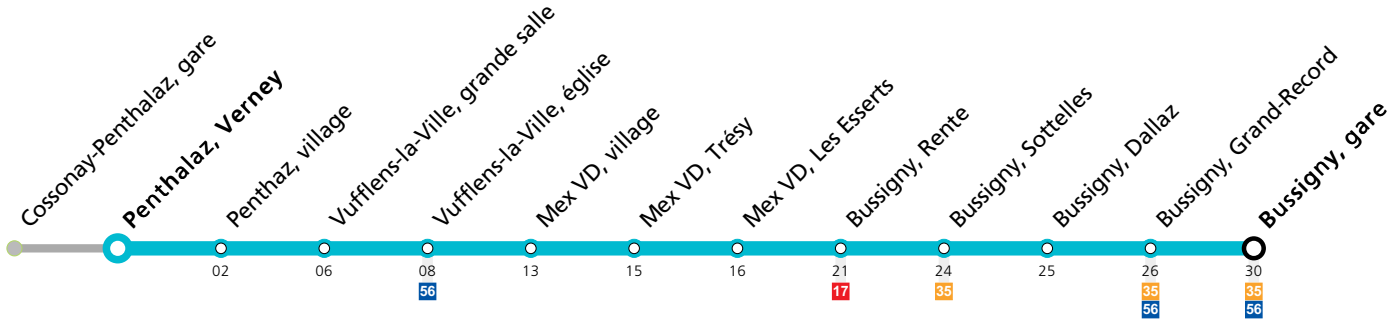 Cossonay-Penthalaz, gare
Penthalaz, Verney
Penthaz, village
Vufflens-la-Ville, grande salle
Vufflens-la-Ville, église
Mex VD, village
Mex VD, Trésy
Mex VD, Les Esserts
Bussigny, Rente
Bussigny, Sottelles
Bussigny, Dallaz
Bussigny, Grand-Record
Bussigny, gare
02 06 08 13 15 16 21 24 25 26 30
56 17 35 35 35
56 56